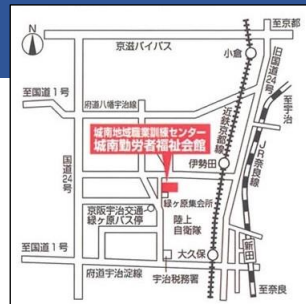 N
至京都
京滋バイパス
小倉
旧国道24号
至国道1号
府道八幡宇治線
近鉄京都線
至宇治
JR奈良線
城南地域職業訓練センター
城南勤労者福祉会館
国道24号
伊勢田
緑ヶ原集会所
京阪宇治交通
緑ヶ原バス停
陸上
自衛隊
新田
至国道1号
大久保
府道宇治淀線
宇治税務署
至奈良